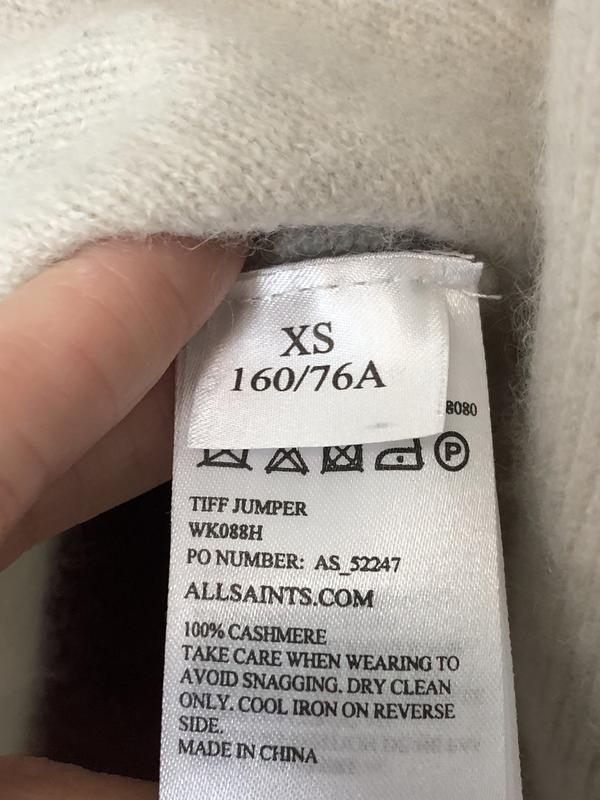 XS
160/76A
8080
P
TIFF JUMPER
WK088H
PO NUMBER: AS_52247
ALLSAINTS.COM
100% CASHMERE
TAKE CARE WHEN WEARING TO
AVOID SNAGGING. DRY CLEAN
ONLY. COOL IRON ON REVERSE
SIDE.
MADE IN CHINA